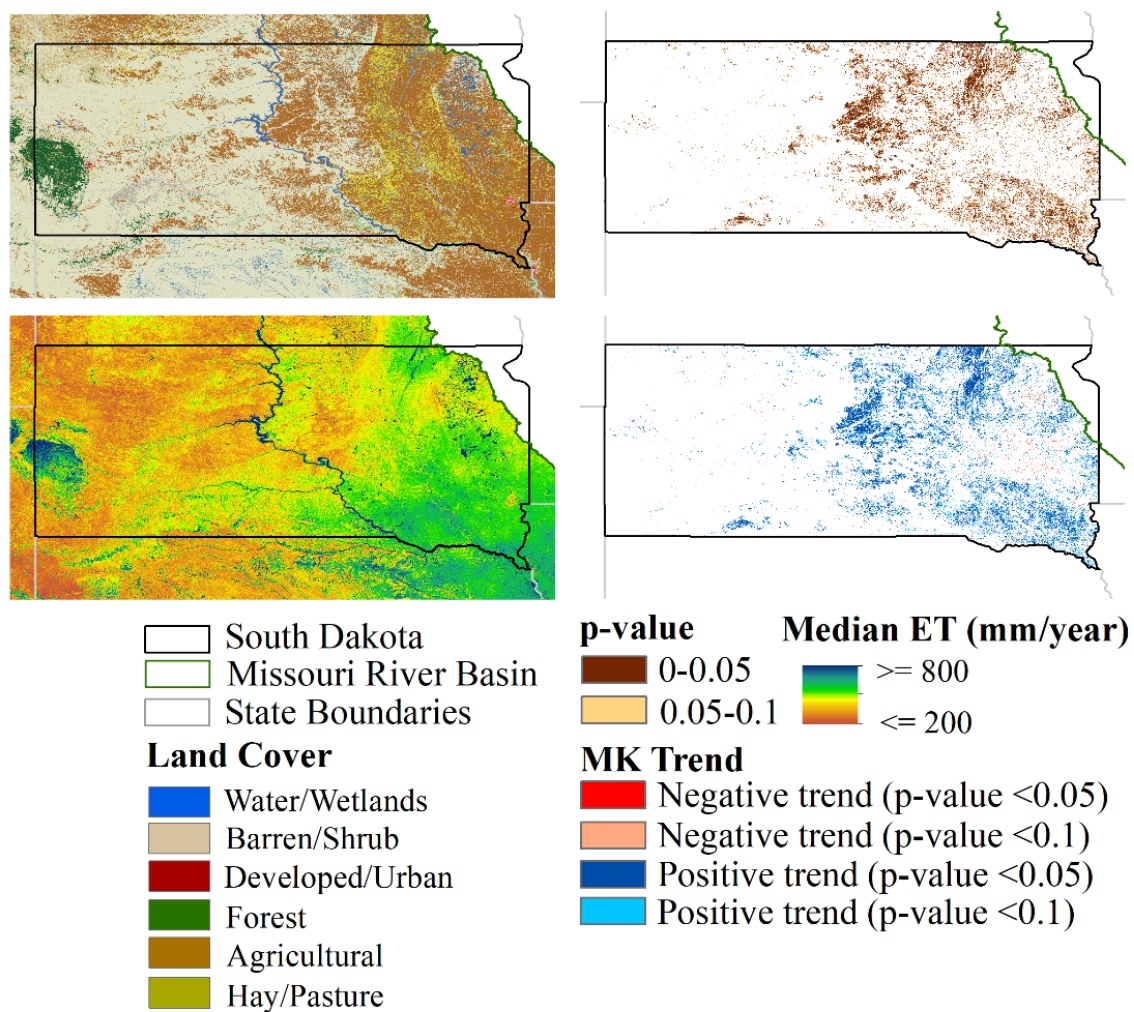 South Dakota
Missouri River Basin
State Boundaries
Land Cover
Water/Wetlands
Barren/Shrub
Developed/Urban
Forest
Agricultural
Hay/Pasture
p-value
0-0.05
0.05-0.1
Median ET (mm/year)
>= 800
<= 200
MK Trend
Negative trend (p-value <0.05)
Negative trend (p-value <0.1)
Positive trend (p-value <0.05)
Positive trend (p-value <0.1)